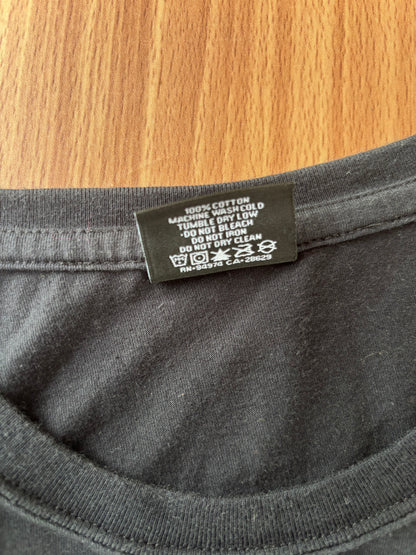 100% COTTON
MACHINE WASH COLD
TUMBLE DRY LOW
·DO NOT BLEACH
DO NOT IRON
DO NOT DRY CLEAN
RN·94974 CA·28629